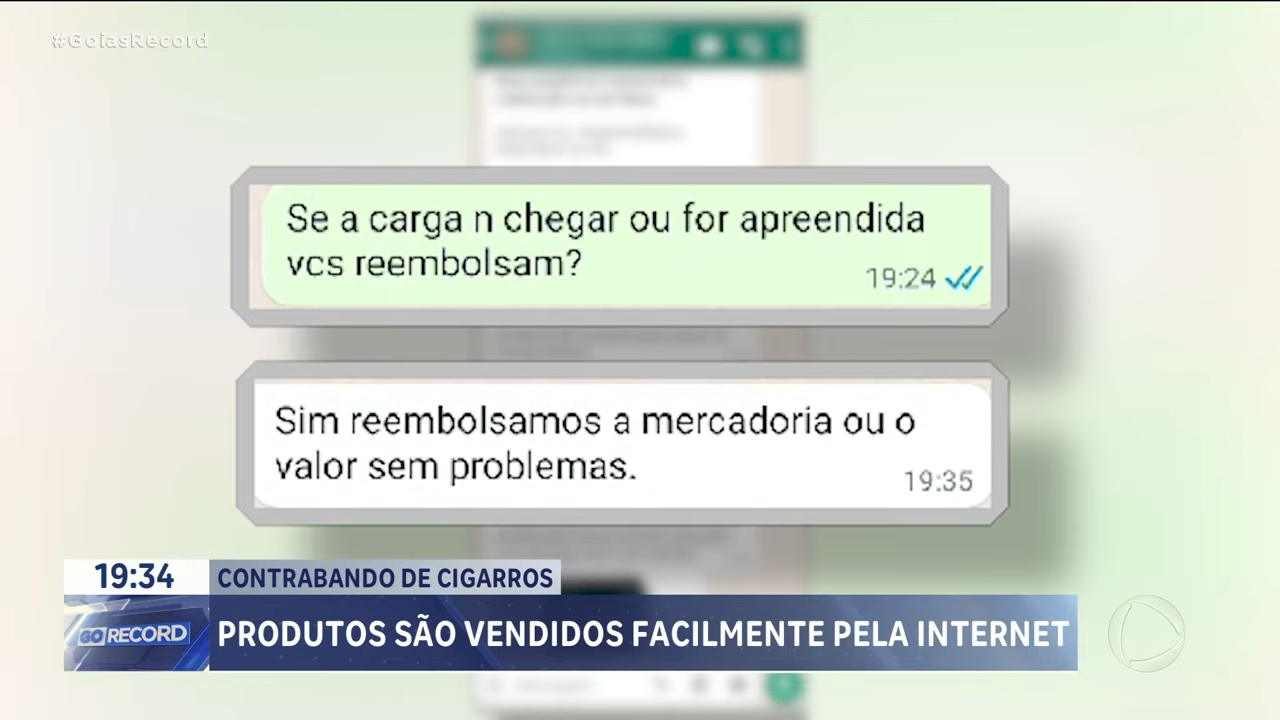 #GoiasRecord
Se a carga n chegar ou for apreendida
vcs reembolsam?
19:24
Sim reembolsamos a mercadoria ou o
valor sem problemas.
19:35
19:34
CONTRABANDO DE CIGARROS
GO RECORD
PRODUTOS SÃO VENDIDOS FACILMENTE PELA INTERNET